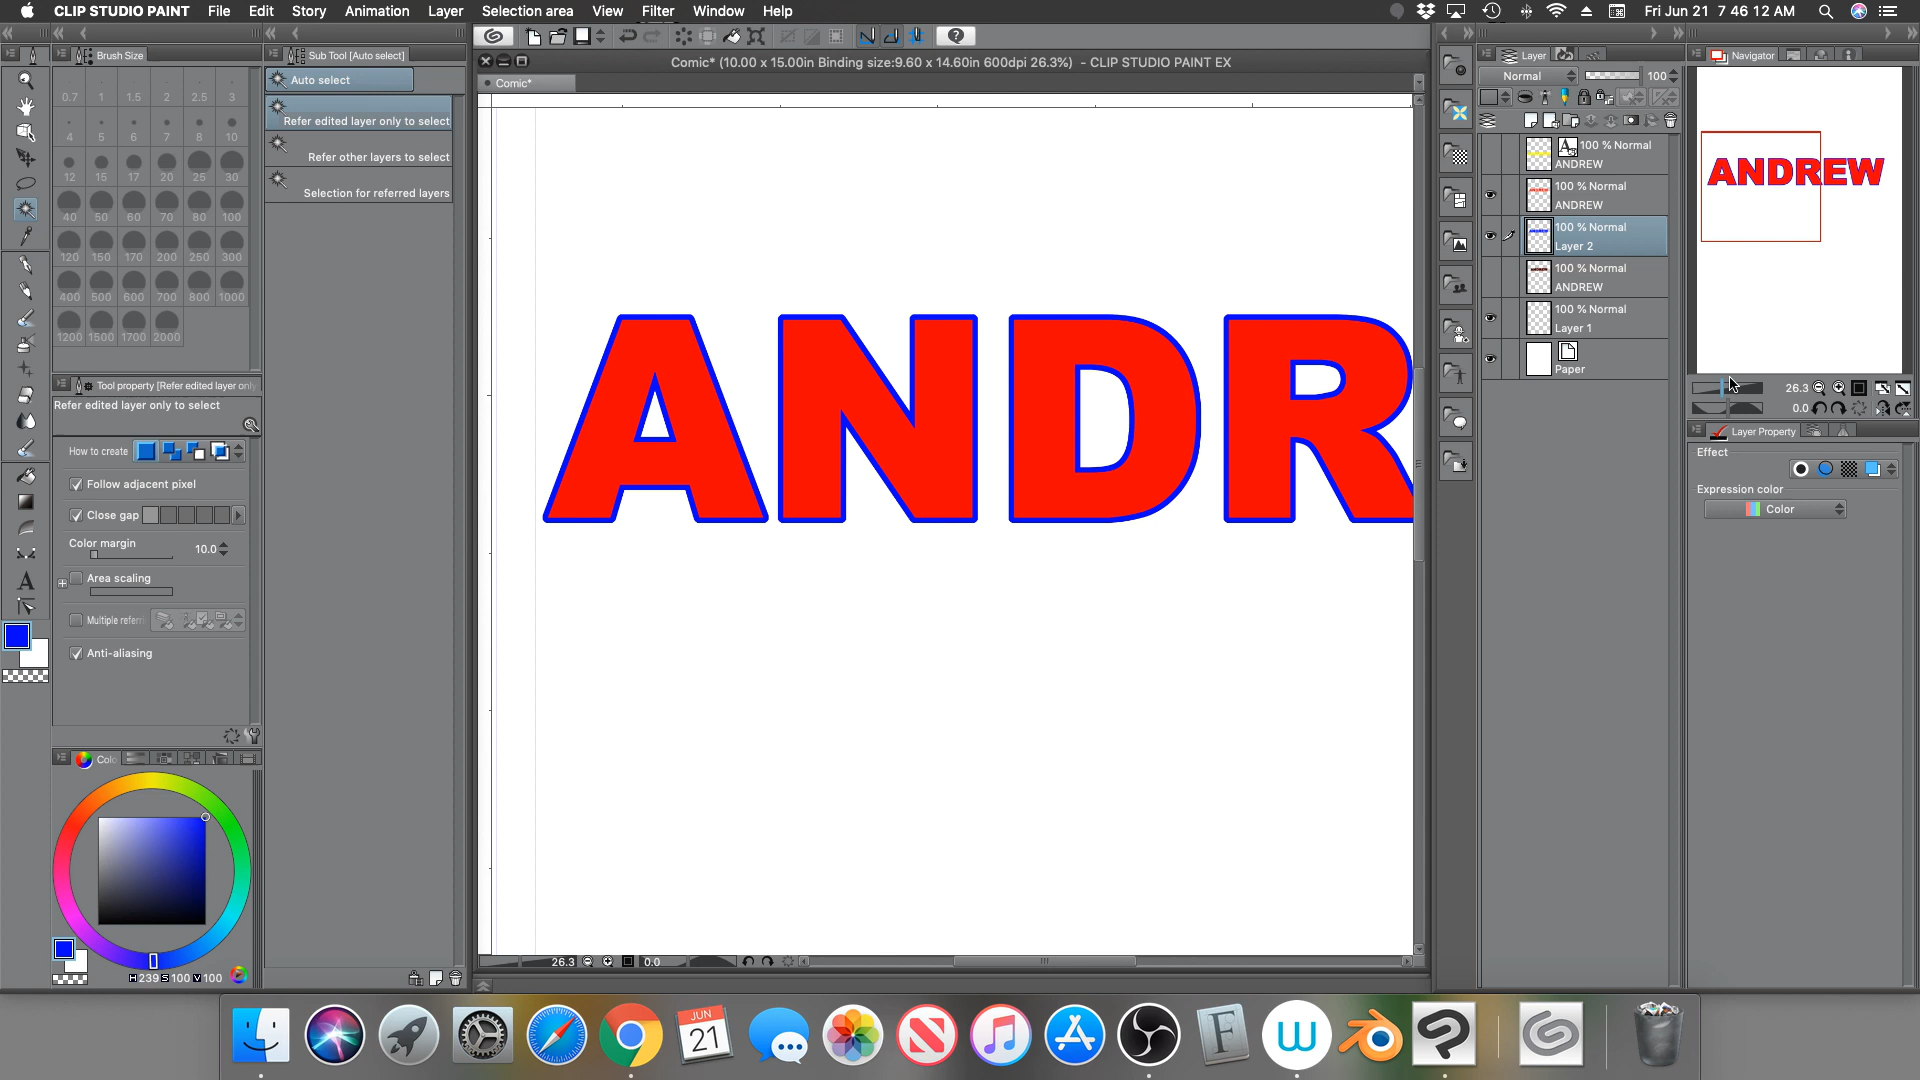 CLIP STUDIO PAINT File Edit Story Animation Layer Selection area View Filter Window Help
Fri Jun 21 7 46 12 AM
Brush Size
Sub Tool [Auto select]
Comic* (10.00 x 15.00in Binding size:9.60 x 14.60in 600dpi 26.3%) - CLIP STUDIO PAINT EX
Layer
Navigator
Auto select
Comic*
Normal 100
0.7 1 1.5 2 2.5 3
4 5 6 7 8 10
12 15 17 20 25 30
40 50 60 70 80 100
120 150 170 200 250 300
400 500 600 700 800 1000
1200 1500 1700 2000
Refer edited layer only to select
Refer other layers to select
Selection for referred layers
100 % Normal
ANDREW
100 % Normal
ANDREW
100 % Normal
Layer 2
100 % Normal
ANDREW
100 % Normal
Layer 1
Paper
ANDREW
26.3
0.0
ANDR
Tool property [Refer edited layer only
Refer edited layer only to select
How to create
Follow adjacent pixel
Close gap
Color margin 10.0
Area scaling
Multiple referr
Anti-aliasing
Layer Property
Effect
Expression color
Color
Colo
H 239 S 100 V 100
26.3 0.0
JUN
21